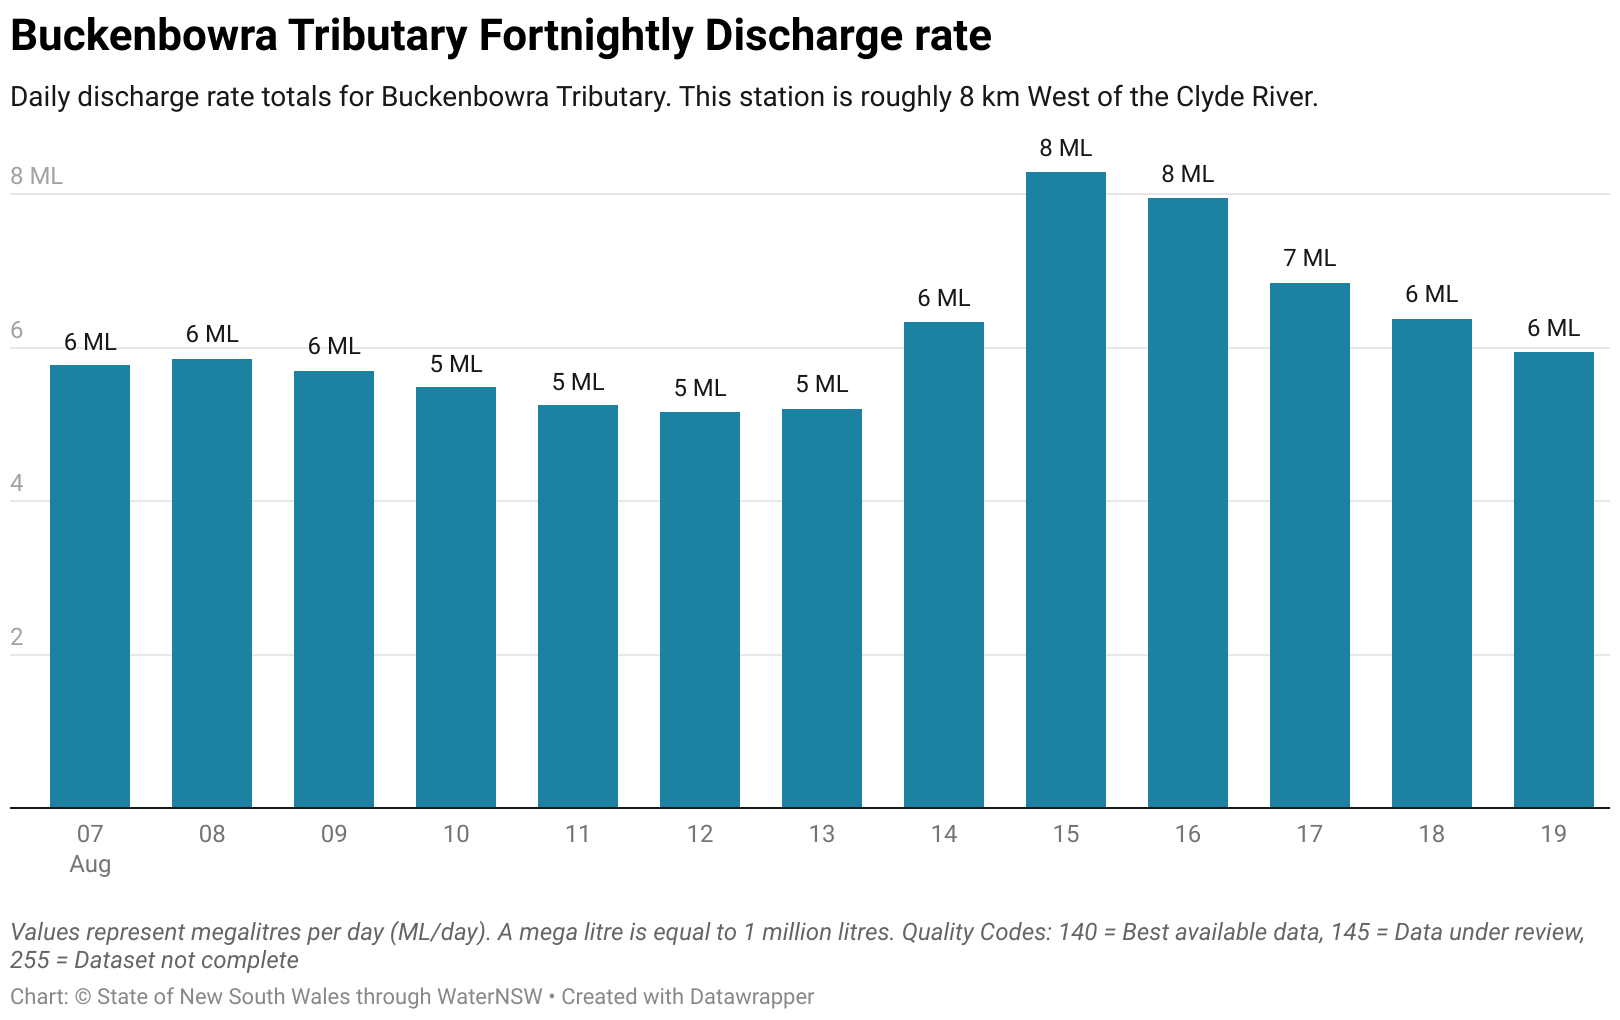 Buckenbowra Tributary Fortnightly Discharge rate
Daily discharge rate totals for Buckenbowra Tributary. This station is roughly 8 km West of the Clyde River.
8 ML
6
4
2
6 ML
6 ML
6 ML
5 ML
5 ML
5 ML
5 ML
6 ML
8 ML
8 ML
7 ML
6 ML
6 ML
07 08 09 10 11 12 13 14 15 16 17 18 19
Aug
Values represent megalitres per day (ML/day). A mega litre is equal to 1 million litres. Quality Codes: 140 = Best available data, 145 = Data under review,
255 = Dataset not complete
Chart: © State of New South Wales through WaterNSW • Created with Datawrapper